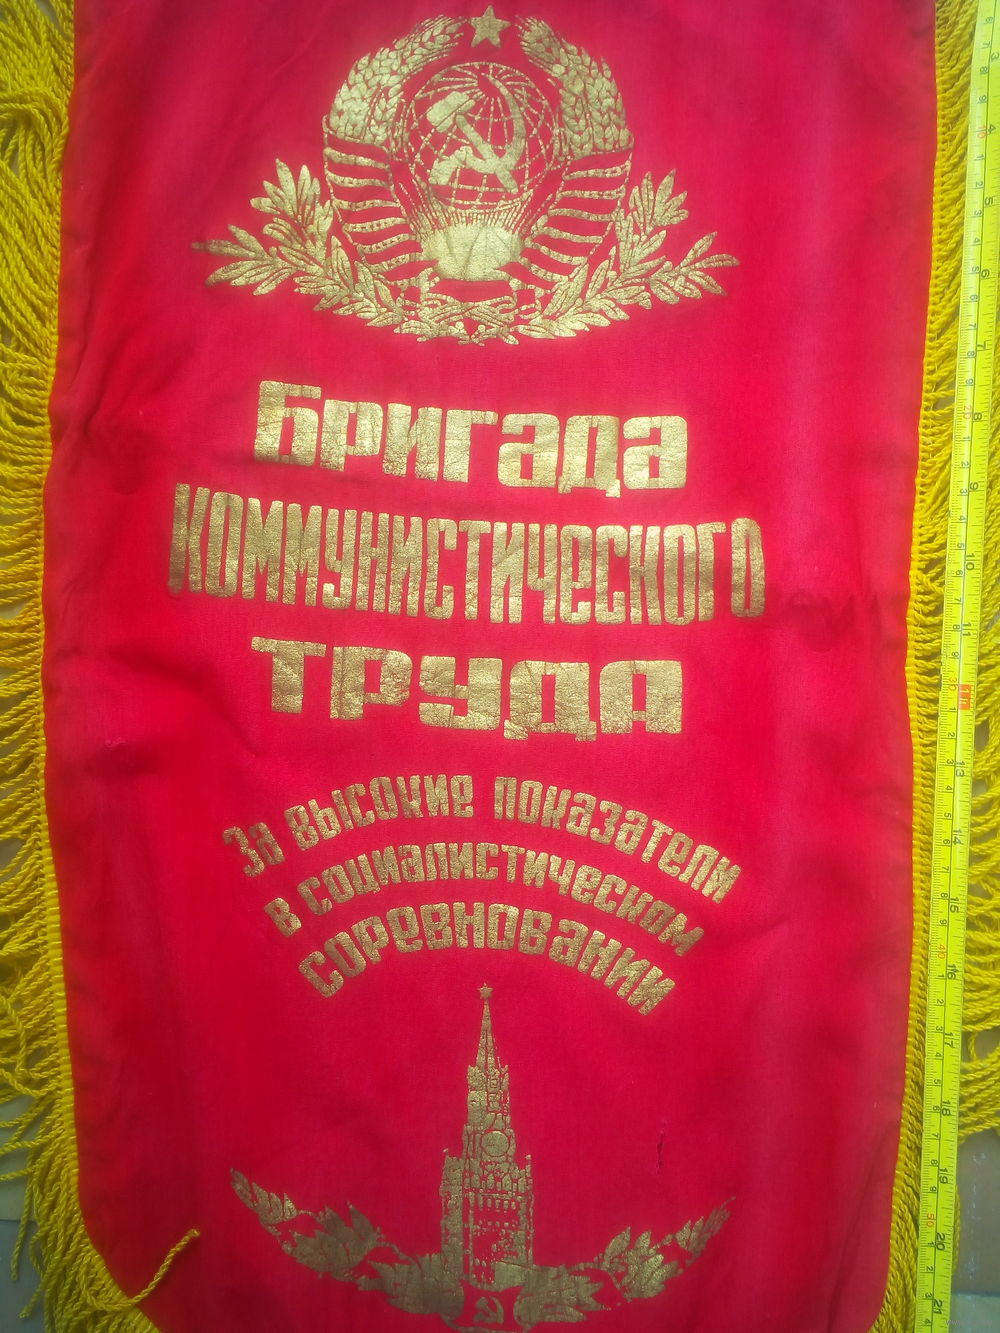 Бригада
коммунистического
труда
За высокие показатели
в социалистическом
соревновании